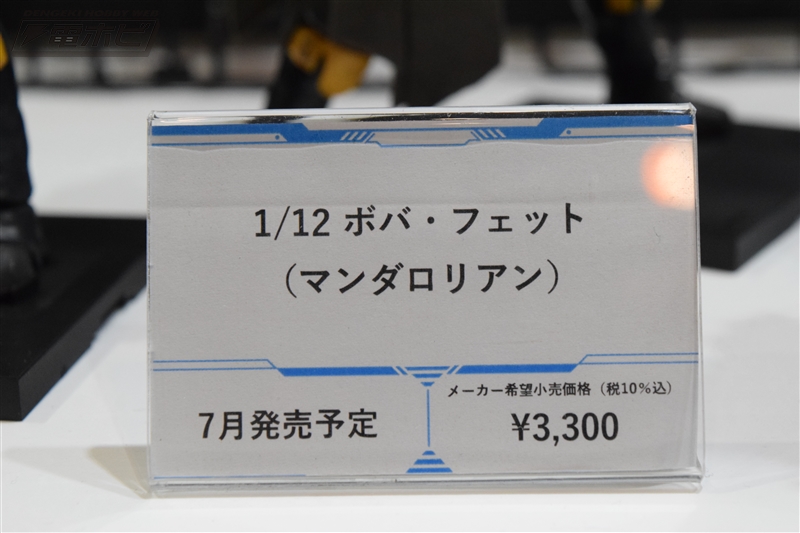 1/12 ボバ・フェット
（マンダロリアン）
7月発売予定
メーカー希望小売価格（税10%込）
¥3,300